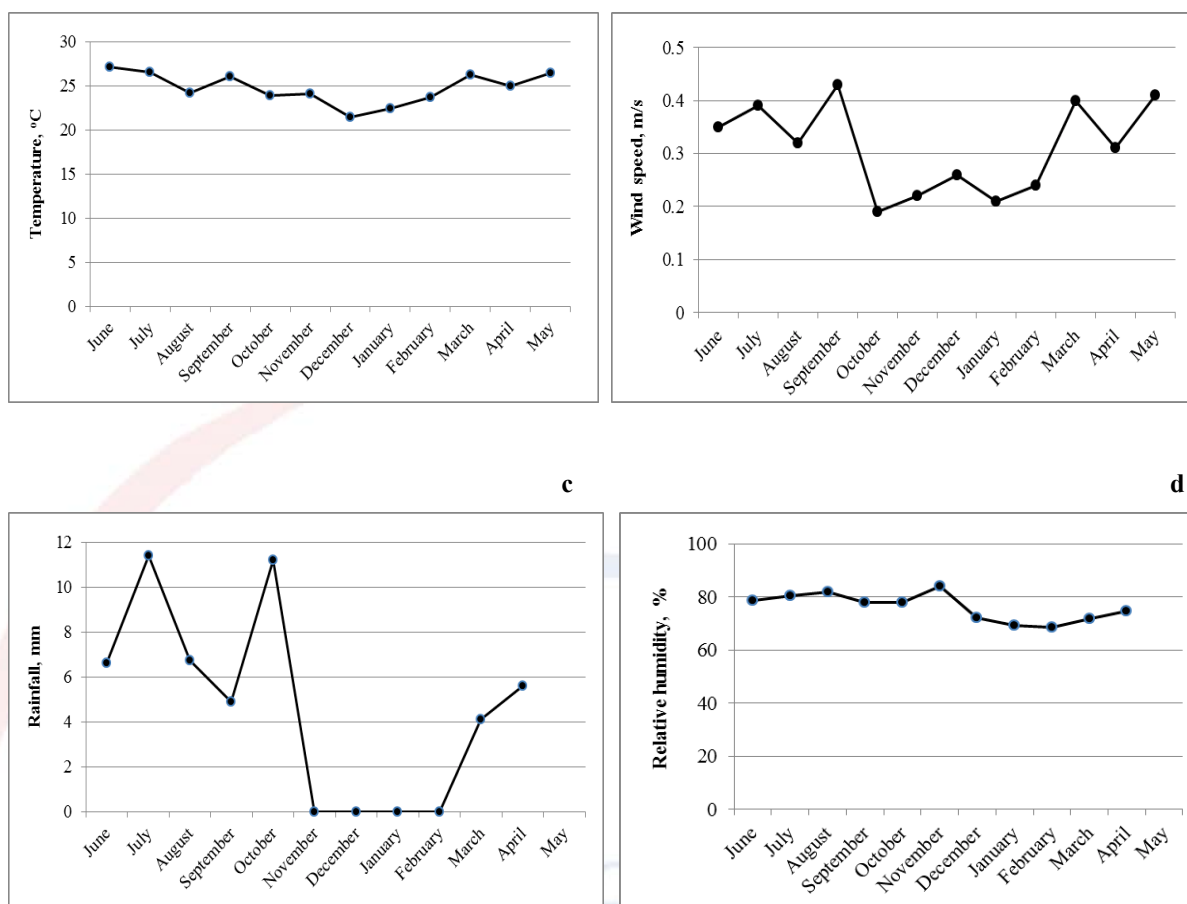 30
25
20
15
10
5
0
Temperature, °C
June
July
August
September
October
November
December
January
February
March
April
May
0.5
0.4
0.3
0.2
0.1
0
Wind speed, m/s
June
July
August
September
October
November
December
January
February
March
April
May
c
d
12
10
8
6
4
2
0
Rainfall, mm
June
July
August
September
October
November
December
January
February
March
April
May
100
80
60
40
20
0
Relative humidity, %
June
July
August
September
October
November
December
January
February
March
April
May